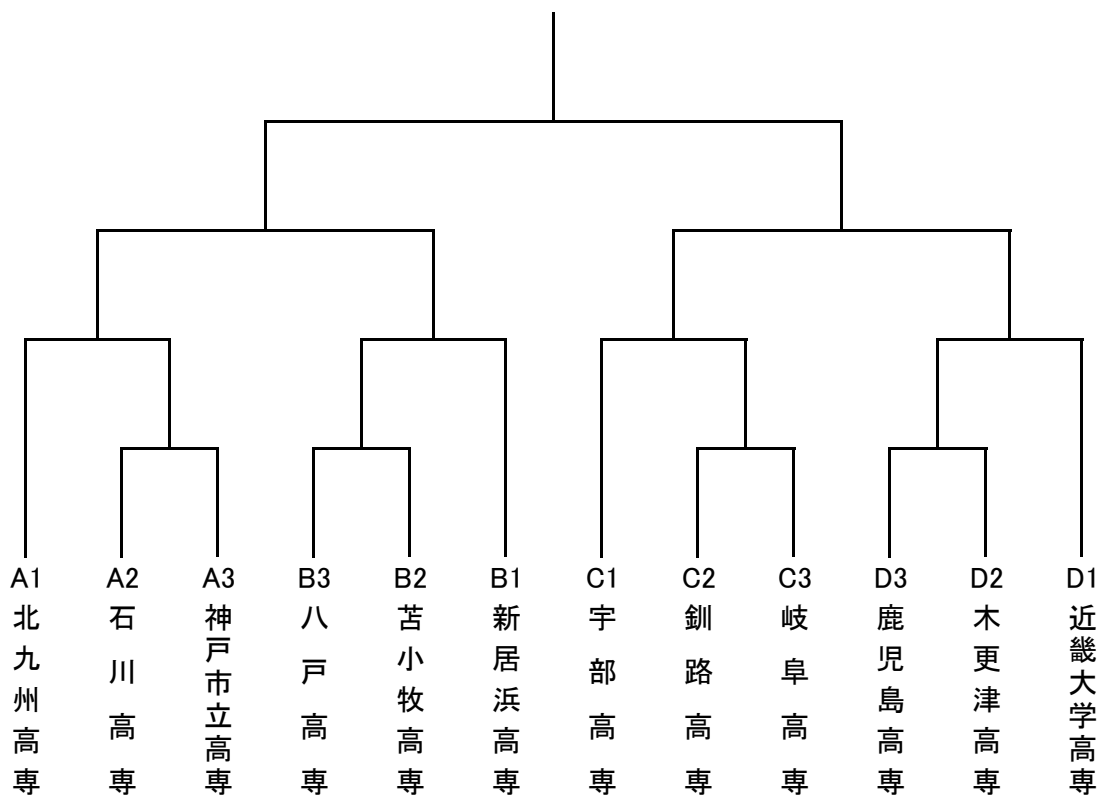 A1
北九州高専
A2
石川高専
A3
神戸市立高専
B3
八戸高専
B2
苫小牧高専
B1
新居浜高専
C1
宇部高専
C2
釧路高専
C3
岐阜高専
D3
鹿児島高専
D2
木更津高専
D1
近畿大学高専